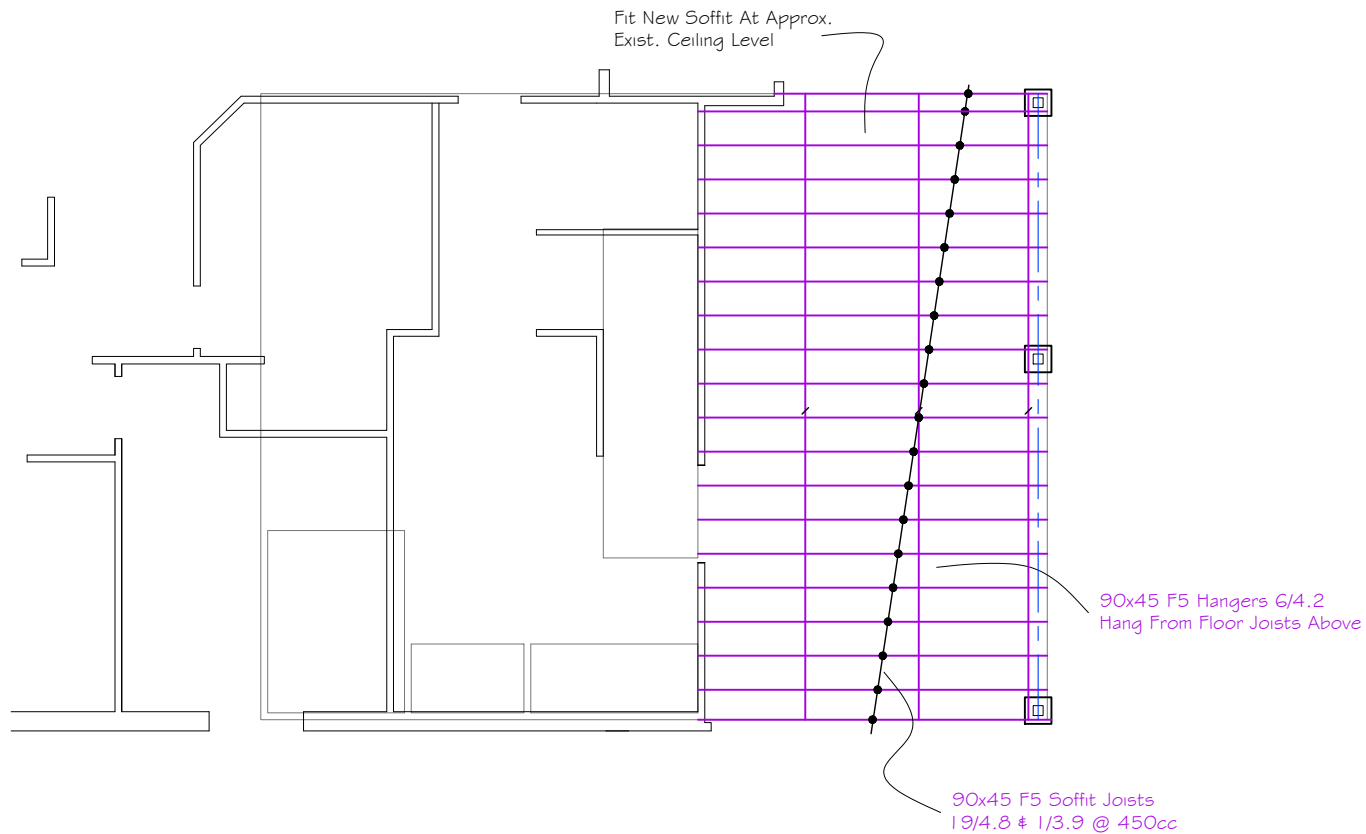 Fit New Soffit At Approx.
Exist. Ceiling Level
90x45 F5 Hangers 6/4.2
Hang From Floor Joists Above
90x45 F5 Soffit Joists
19/4.8 & 1/3.9 @ 450cc